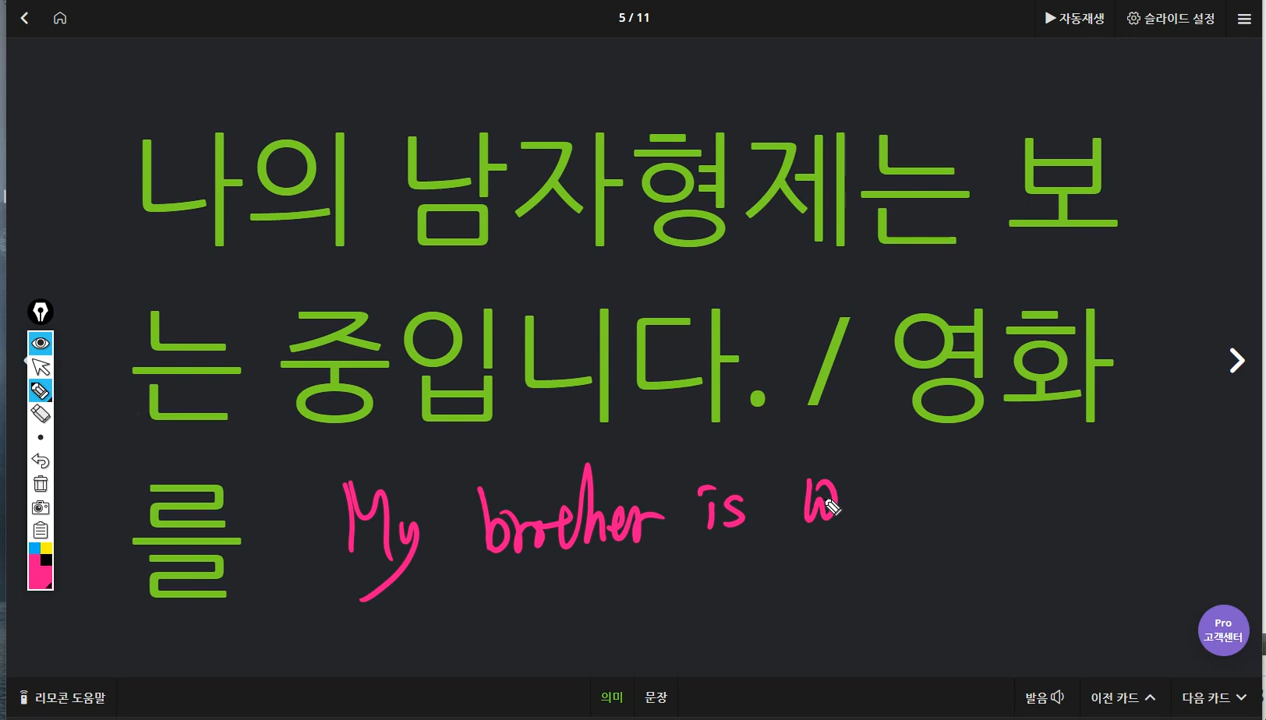 5 / 11
자동재생
슬라이드 설정
나의 남자형제는 보
는 중입니다. / 영화
를
My brother is
Pro
고객센터
리모콘 도움말
의미
문장
발음
이전 카드
다음 카드